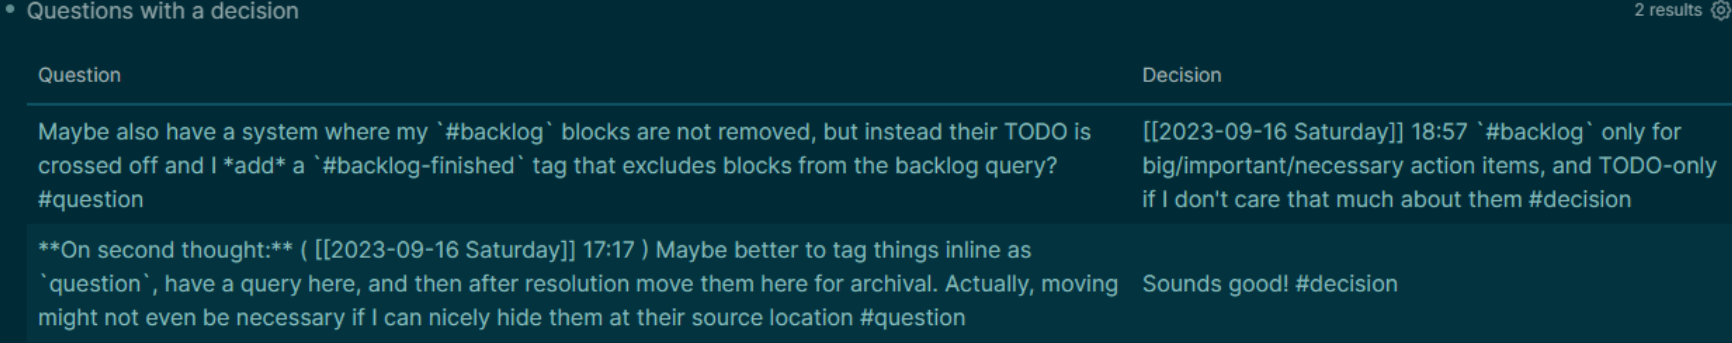 Questions with a decision
2 results
Question
Decision
Maybe also have a system where my `#backlog` blocks are not removed, but instead their TODO is
crossed off and I *add* a `#backlog-finished` tag that excludes blocks from the backlog query?
#question
[[2023-09-16 Saturday]] 18:57 `#backlog` only for
big/important/necessary action items, and TODO-only
if I don't care that much about them #decision
**On second thought:** ( [[2023-09-16 Saturday]] 17:17 ) Maybe better to tag things inline as
`question`, have a query here, and then after resolution move them here for archival. Actually, moving
might not even be necessary if I can nicely hide them at their source location #question
Sounds good! #decision